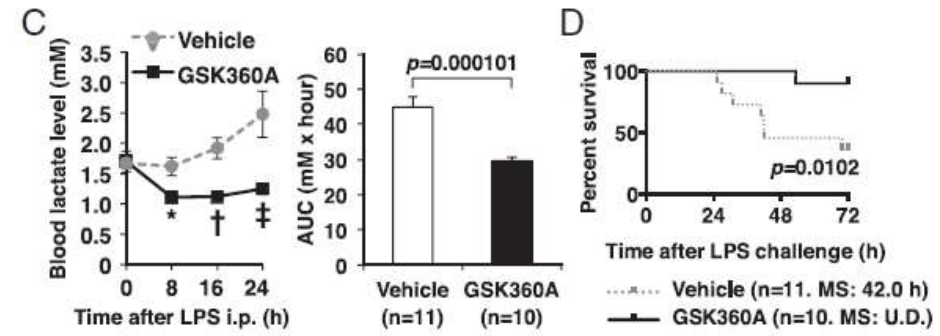 C
Vehicle
GSK360A
Blood lactate level (mM)
3.5
3.0
2.5
2.0
1.5
1.0
0.5
0
* † ‡
0 8 16 24
Time after LPS i.p. (h)
AUC (mM x hour)
60
50
40
30
20
10
0
p=0.000101
Vehicle GSK360A
(n=11) (n=10)
D
Percent survival
100
50
0
p=0.0102
0 24 48 72
Time after LPS challenge (h)
Vehicle (n=11. MS: 42.0 h)
GSK360A (n=10. MS: U.D.)